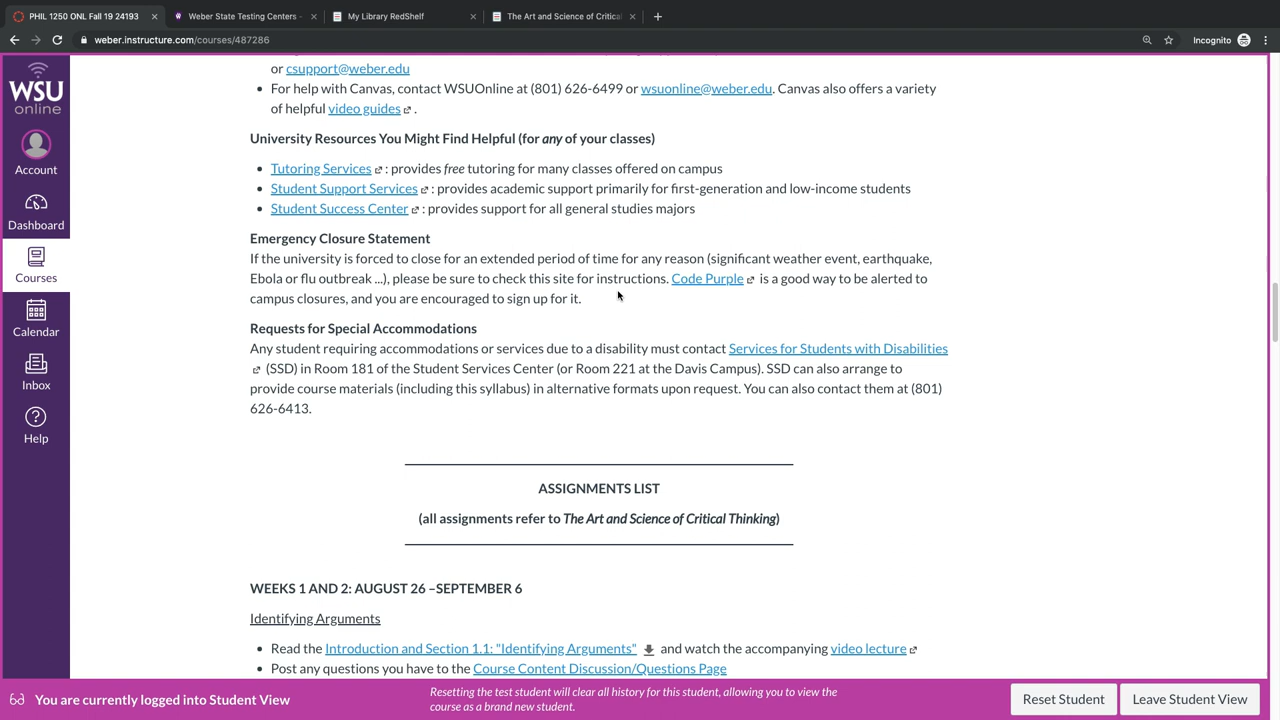 PHIL 1250 ONL Fall 19 24193
Weber State Testing Centers -
My Library RedShelf
The Art and Science of Critical
weber.instructure.com/courses/487286
Incognito
WSU
online
Account
Dashboard
Courses
Calendar
Inbox
Help
or csupport@weber.edu
• For help with Canvas, contact WSUOnline at (801) 626-6499 or wsuonline@weber.edu. Canvas also offers a variety
of helpful video guides .
University Resources You Might Find Helpful (for any of your classes)
• Tutoring Services : provides free tutoring for many classes offered on campus
• Student Support Services : provides academic support primarily for first-generation and low-income students
• Student Success Center : provides support for all general studies majors
Emergency Closure Statement
If the university is forced to close for an extended period of time for any reason (significant weather event, earthquake,
Ebola or flu outbreak ...), please be sure to check this site for instructions. Code Purple is a good way to be alerted to
campus closures, and you are encouraged to sign up for it.
Requests for Special Accommodations
Any student requiring accommodations or services due to a disability must contact Services for Students with Disabilities
(SSD) in Room 181 of the Student Services Center (or Room 221 at the Davis Campus). SSD can also arrange to
provide course materials (including this syllabus) in alternative formats upon request. You can also contact them at (801)
626-6413.
ASSIGNMENTS LIST
(all assignments refer to The Art and Science of Critical Thinking)
WEEKS 1 AND 2: AUGUST 26 –SEPTEMBER 6
Identifying Arguments
• Read the Introduction and Section 1.1: "Identifying Arguments" and watch the accompanying video lecture
• Post any questions you have to the Course Content Discussion/Questions Page
You are currently logged into Student View
Resetting the test student will clear all history for this student, allowing you to view the
course as a brand new student.
Reset Student
Leave Student View